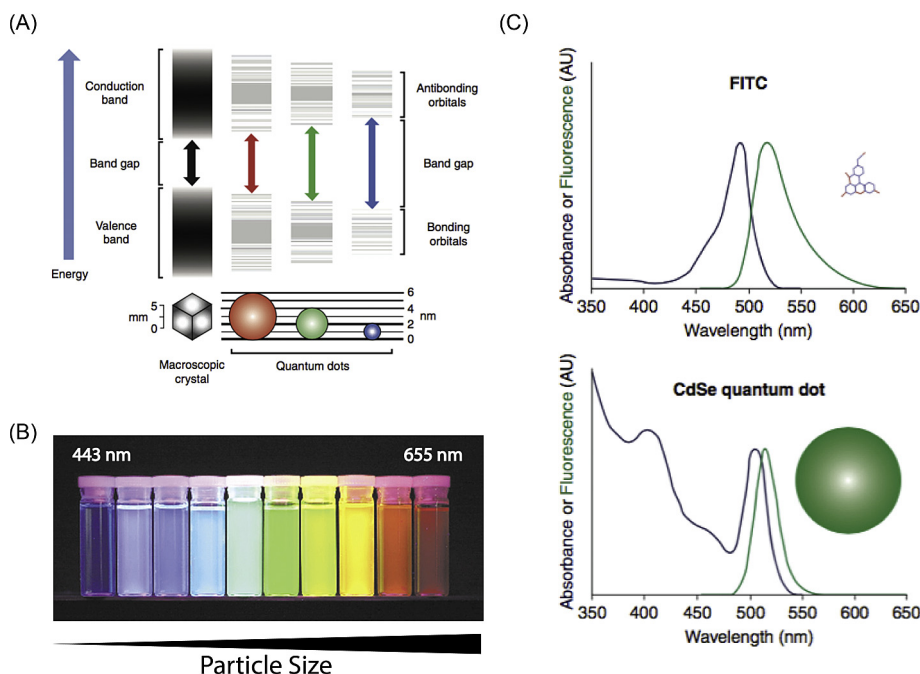 (A)
Conduction
band
Band gap
Valence
band
Energy
Antibonding
orbitals
Band gap
Bonding
orbitals
5
mm
0
6
4
nm
2
0
Macroscopic
crystal
Quantum dots
(B)
443 nm
655 nm
Particle Size
(C)
FITC
Absorbance or Fluorescence (AU)
350 400 450 500 550 600 650
Wavelength (nm)
CdSe quantum dot
Absorbance or Fluorescence (AU)
350 400 450 500 550 600 650
Wavelength (nm)